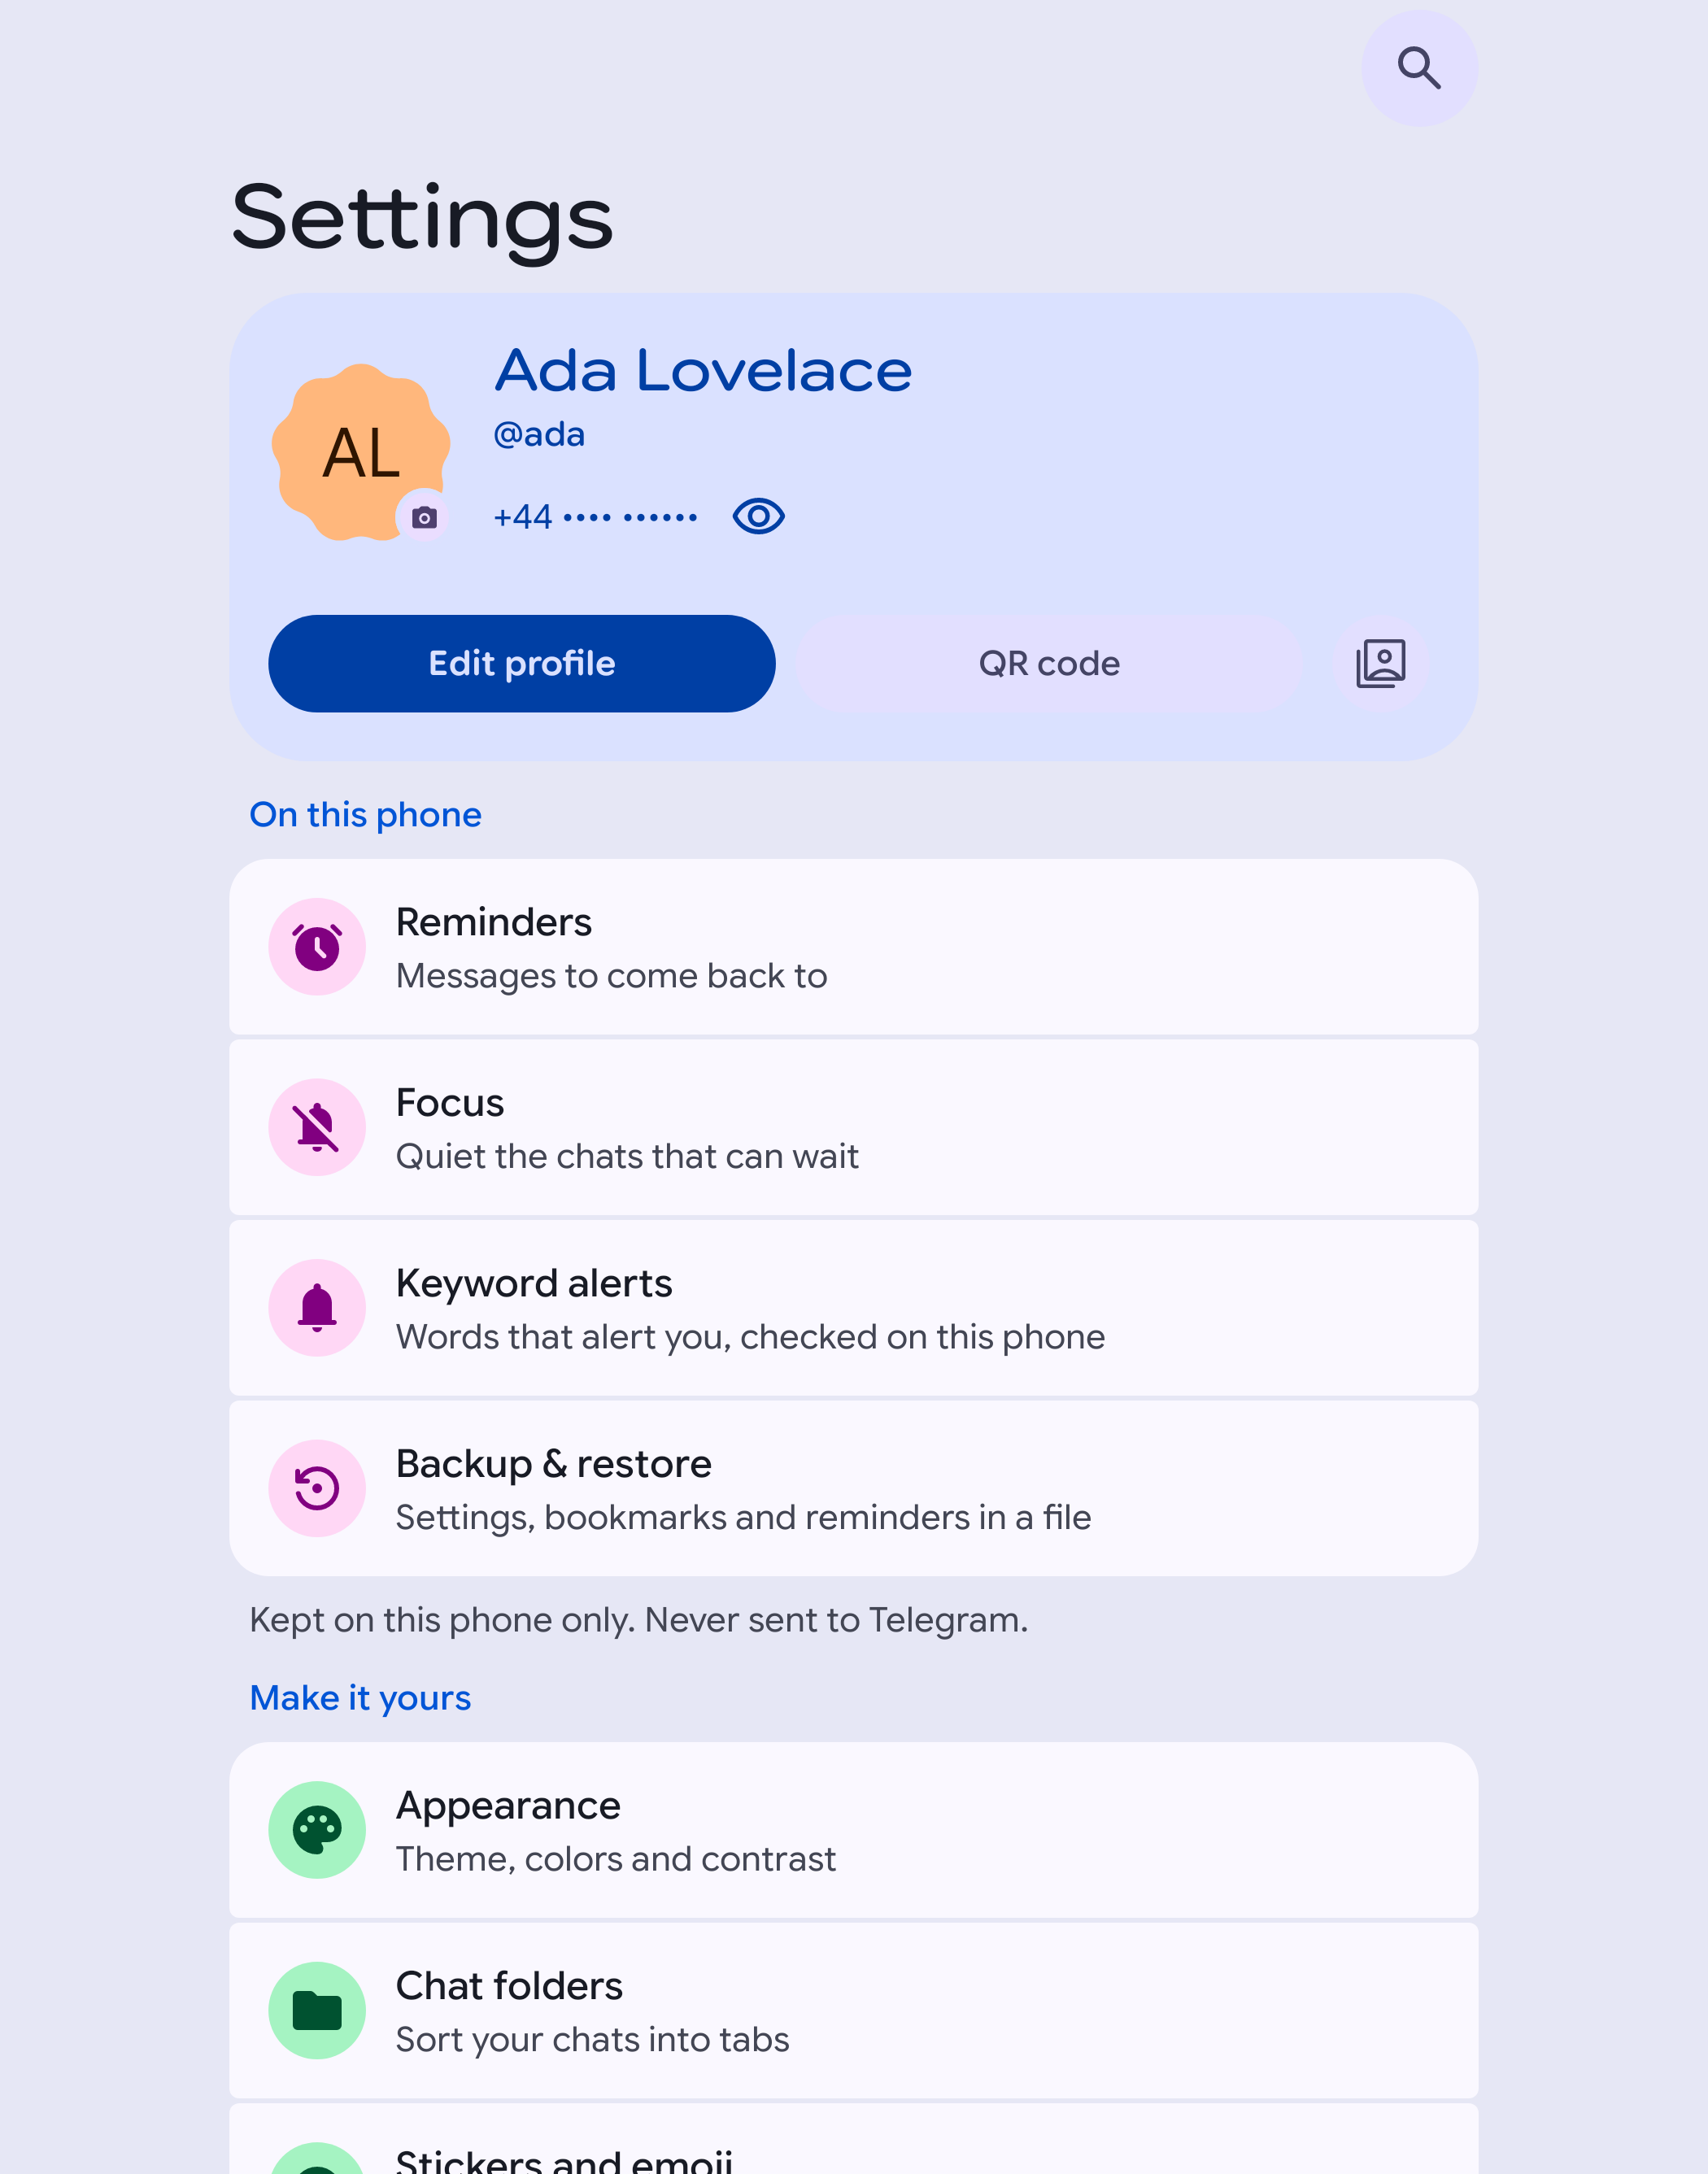 Settings
Ada Lovelace
@ada
AL
+44 •••• ••••••
Edit profile
QR code
On this phone
Reminders
Messages to come back to
Focus
Quiet the chats that can wait
Keyword alerts
Words that alert you, checked on this phone
Backup & restore
Settings, bookmarks and reminders in a file
Kept on this phone only. Never sent to Telegram.
Make it yours
Appearance
Theme, colors and contrast
Chat folders
Sort your chats into tabs
Stickers and emoji